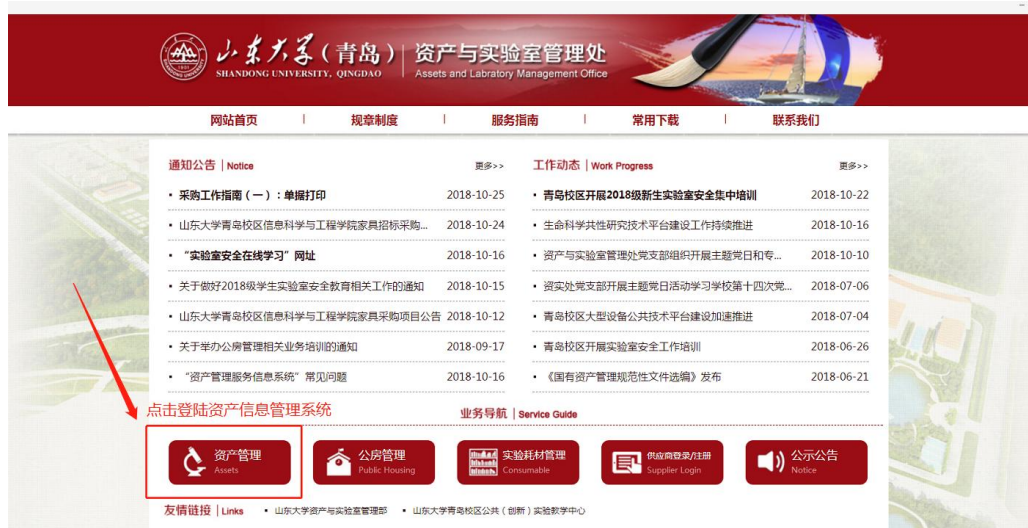 山东大学（青岛） 资产与实验室管理处
SHANDONG UNIVERSITY, QINGDAO Assets and Labratory Management Office
网站首页 规章制度 服务指南 常用下载 联系我们
通知公告 | Notice 更多>>
· 采购工作指南（一）：单据打印 2018-10-25
· 山东大学青岛校区信息科学与工程学院家具招标采购... 2018-10-24
· “实验室安全在线学习”网址 2018-10-16
· 关于做好2018级学生实验室安全教育相关工作的通知 2018-10-15
· 山东大学青岛校区信息科学与工程学院家具采购项目公告 2018-10-12
· 关于举办公房管理相关业务培训的通知 2018-09-17
· “资产管理服务信息系统”常见问题 2018-10-16
工作动态 | Work Progress 更多>>
· 青岛校区开展2018级新生实验室安全集中培训 2018-10-22
· 生命科学共性研究技术平台建设工作持续推进 2018-10-16
· 资产与实验室管理处党支部组织开展主题党日和专... 2018-10-10
· 资实处党支部开展主题党日活动学习学校第十四次党... 2018-07-06
· 青岛校区大型设备公共技术平台建设加速推进 2018-07-04
· 青岛校区开展实验室安全工作培训 2018-06-26
· 《国有资产管理规范性文件选编》发布 2018-06-21
点击登陆资产信息管理系统
业务导航 | Service Guide
资产管理
Assets
公房管理
Public Housing
实验耗材管理
Consumable
供应商登录/注册
Supplier Login
公示公告
Notice
友情链接 | Links · 山东大学资产与实验室管理部 · 山东大学青岛校区公共（创新）实验教学中心